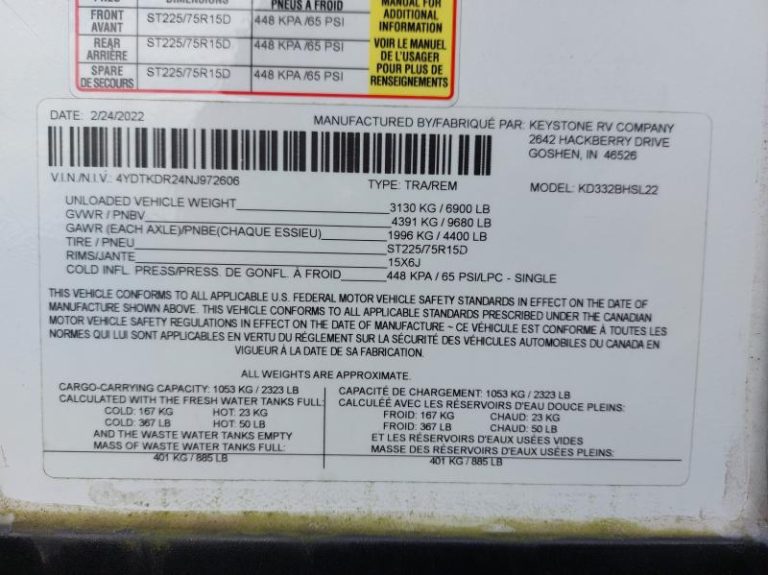 DIMENSIONS
PNEUS À FROID
FRONT
AVANT
ST225/75R15D
448 KPA /65 PSI
REAR
ARRIÈRE
ST225/75R15D
448 KPA /65 PSI
SPARE
DE SECOURS
ST225/75R15D
448 KPA /65 PSI
MANUAL FOR
ADDITIONAL
INFORMATION
VOIR LE MANUEL
DE L'USAGER
POUR PLUS DE
RENSEIGNEMENTS
DATE: 2/24/2022
MANUFACTURED BY/FABRIQUÉ PAR: KEYSTONE RV COMPANY
2642 HACKBERRY DRIVE
GOSHEN, IN 46526
V.I.N./N.I.V.: 4YDTKDR24NJ972606 TYPE: TRA/REM MODEL: KD332BHSL22
UNLOADED VEHICLE WEIGHT 3130 KG / 6900 LB
GVWR / PNBV 4391 KG / 9680 LB
GAWR (EACH AXLE)/PNBE(CHAQUE ESSIEU) 1996 KG / 4400 LB
TIRE / PNEU ST225/75R15D
RIMS/JANTE 15X6J
COLD INFL. PRESS/PRESS. DE GONFL. À FROID 448 KPA / 65 PSI/LPC - SINGLE
THIS VEHICLE CONFORMS TO ALL APPLICABLE U.S. FEDERAL MOTOR VEHICLE SAFETY STANDARDS IN EFFECT ON THE DATE OF
MANUFACTURE SHOWN ABOVE. THIS VEHICLE CONFORMS TO ALL APPLICABLE STANDARDS PRESCRIBED UNDER THE CANADIAN
MOTOR VEHICLE SAFETY REGULATIONS IN EFFECT ON THE DATE OF MANUFACTURE ~ CE VÉHICULE EST CONFORME À TOUTES LES
NORMES QUI LUI SONT APPLICABLES EN VERTU DU RÉGLEMENT SUR LA SÉCURITÉ DES VÉHICULES AUTOMOBILES DU CANADA EN
VIGUEUR À LA DATE DE SA FABRICATION.
ALL WEIGHTS ARE APPROXIMATE.
CARGO-CARRYING CAPACITY: 1053 KG / 2323 LB
CALCULATED WITH THE FRESH WATER TANKS FULL:
COLD: 167 KG HOT: 23 KG
COLD: 367 LB HOT: 50 LB
AND THE WASTE WATER TANKS EMPTY
MASS OF WASTE WATER TANKS FULL:
401 KG / 885 LB
CAPACITÉ DE CHARGEMENT: 1053 KG / 2323 LB
CALCULÉE AVEC LES RÉSERVOIRS D'EAU DOUCE PLEINS:
FROID: 167 KG CHAUD: 23 KG
FROID: 367 LB CHAUD: 50 LB
ET LES RÉSERVOIRS D'EAUX USÉES VIDES
MASSE DES RÉSERVOIRS D'EAUX USÉES PLEINS:
401 KG / 885 LB